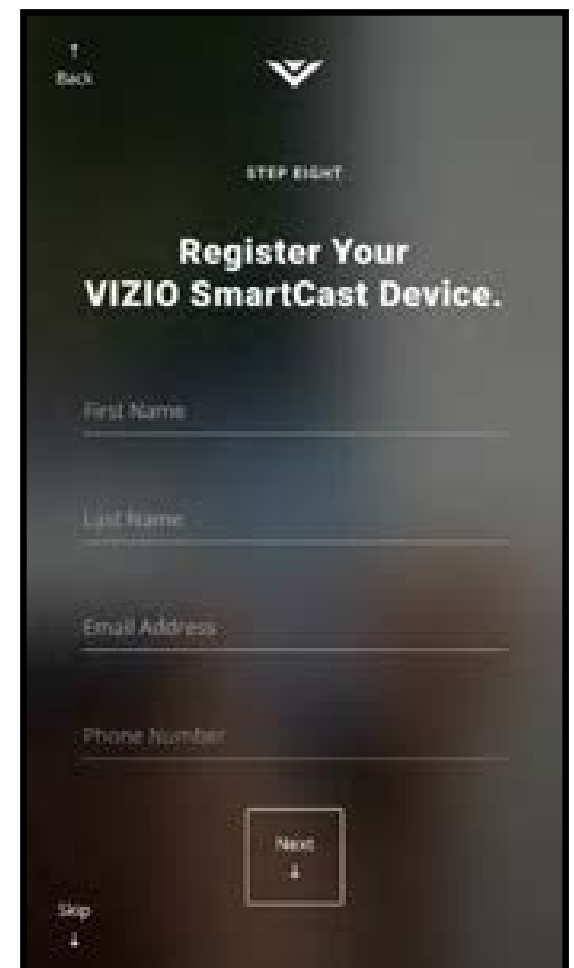 ↑
Back
STEP EIGHT
Register Your
VIZIO SmartCast Device.
First Name
Last Name
Email Address
Phone Number
Next
↓
Skip
↓